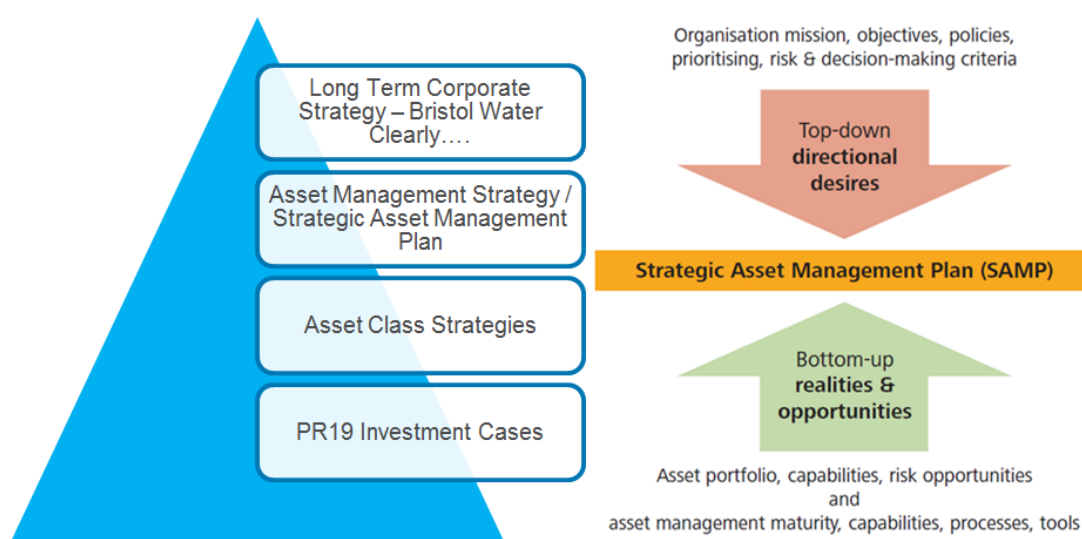 Long Term Corporate
Strategy – Bristol Water
Clearly….
Asset Management Strategy /
Strategic Asset Management
Plan
Asset Class Strategies
PR19 Investment Cases
Organisation mission, objectives, policies,
prioritising, risk & decision-making criteria
Top-down
directional
desires
Strategic Asset Management Plan (SAMP)
Bottom-up
realities &
opportunities
Asset portfolio, capabilities, risk opportunities
and
asset management maturity, capabilities, processes, tools